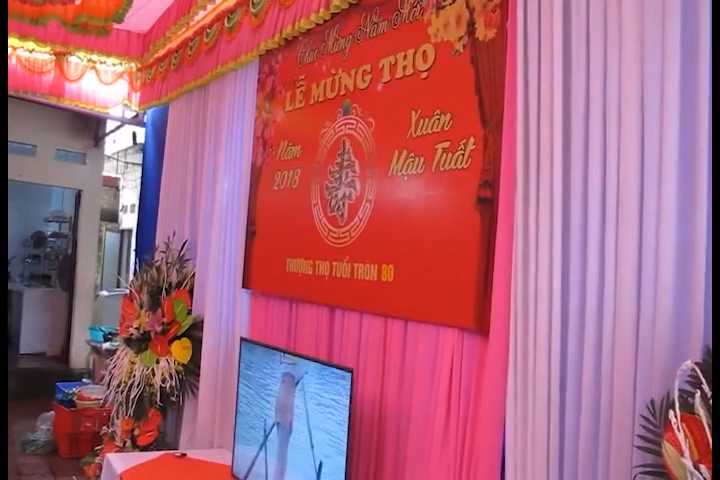 Chúc Mừng Năm Mới
LỄ MỪNG THỌ
Năm
2018
Xuân
Mậu Tuất
THƯỢNG THỌ TUỔI TRÒN 80